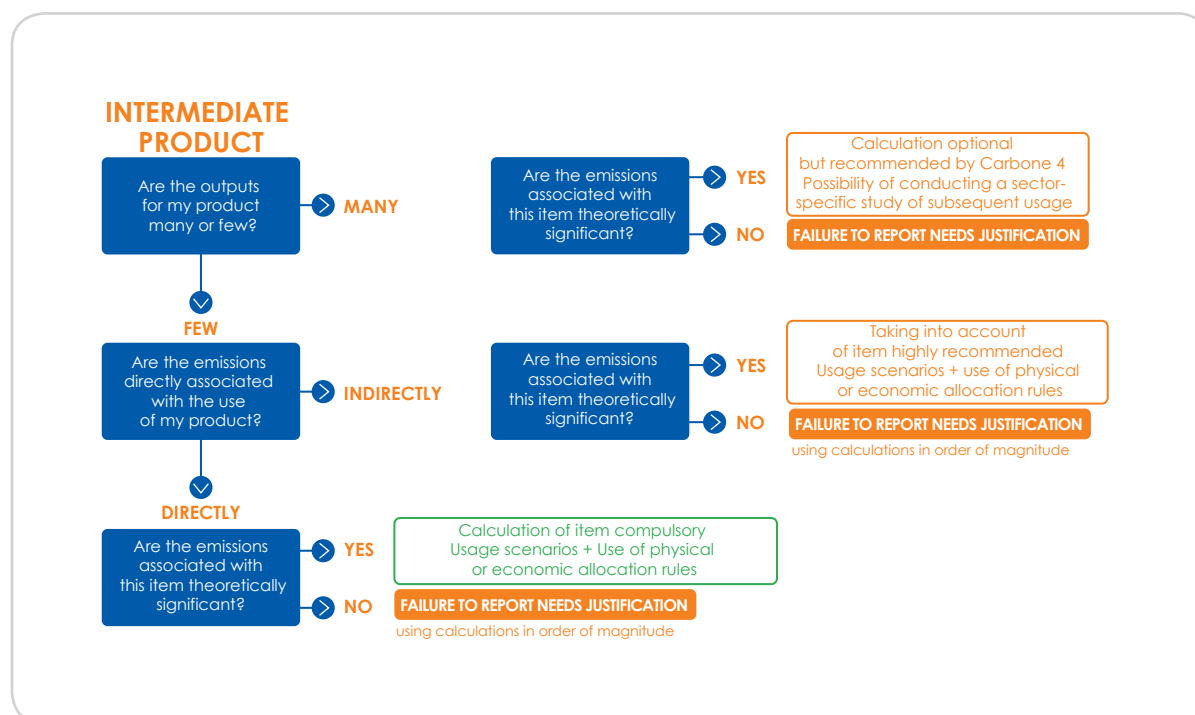 INTERMEDIATE
PRODUCT
Are the outputs
for my product
many or few?
MANY
Are the emissions
associated with
this item theoretically
significant?
YES
Calculation optional
but recommended by Carbone 4
Possibility of conducting a sector-
specific study of subsequent usage
NO
FAILURE TO REPORT NEEDS JUSTIFICATION
FEW
Are the emissions
directly associated
with the use
of my product?
INDIRECTLY
Are the emissions
associated with
this item theoretically
significant?
YES
Taking into account
of item highly recommended
Usage scenarios + use of physical
or economic allocation rules
NO
FAILURE TO REPORT NEEDS JUSTIFICATION
using calculations in order of magnitude
DIRECTLY
Are the emissions
associated with
this item theoretically
significant?
YES
Calculation of item compulsory
Usage scenarios + Use of physical
or economic allocation rules
NO
FAILURE TO REPORT NEEDS JUSTIFICATION
using calculations in order of magnitude